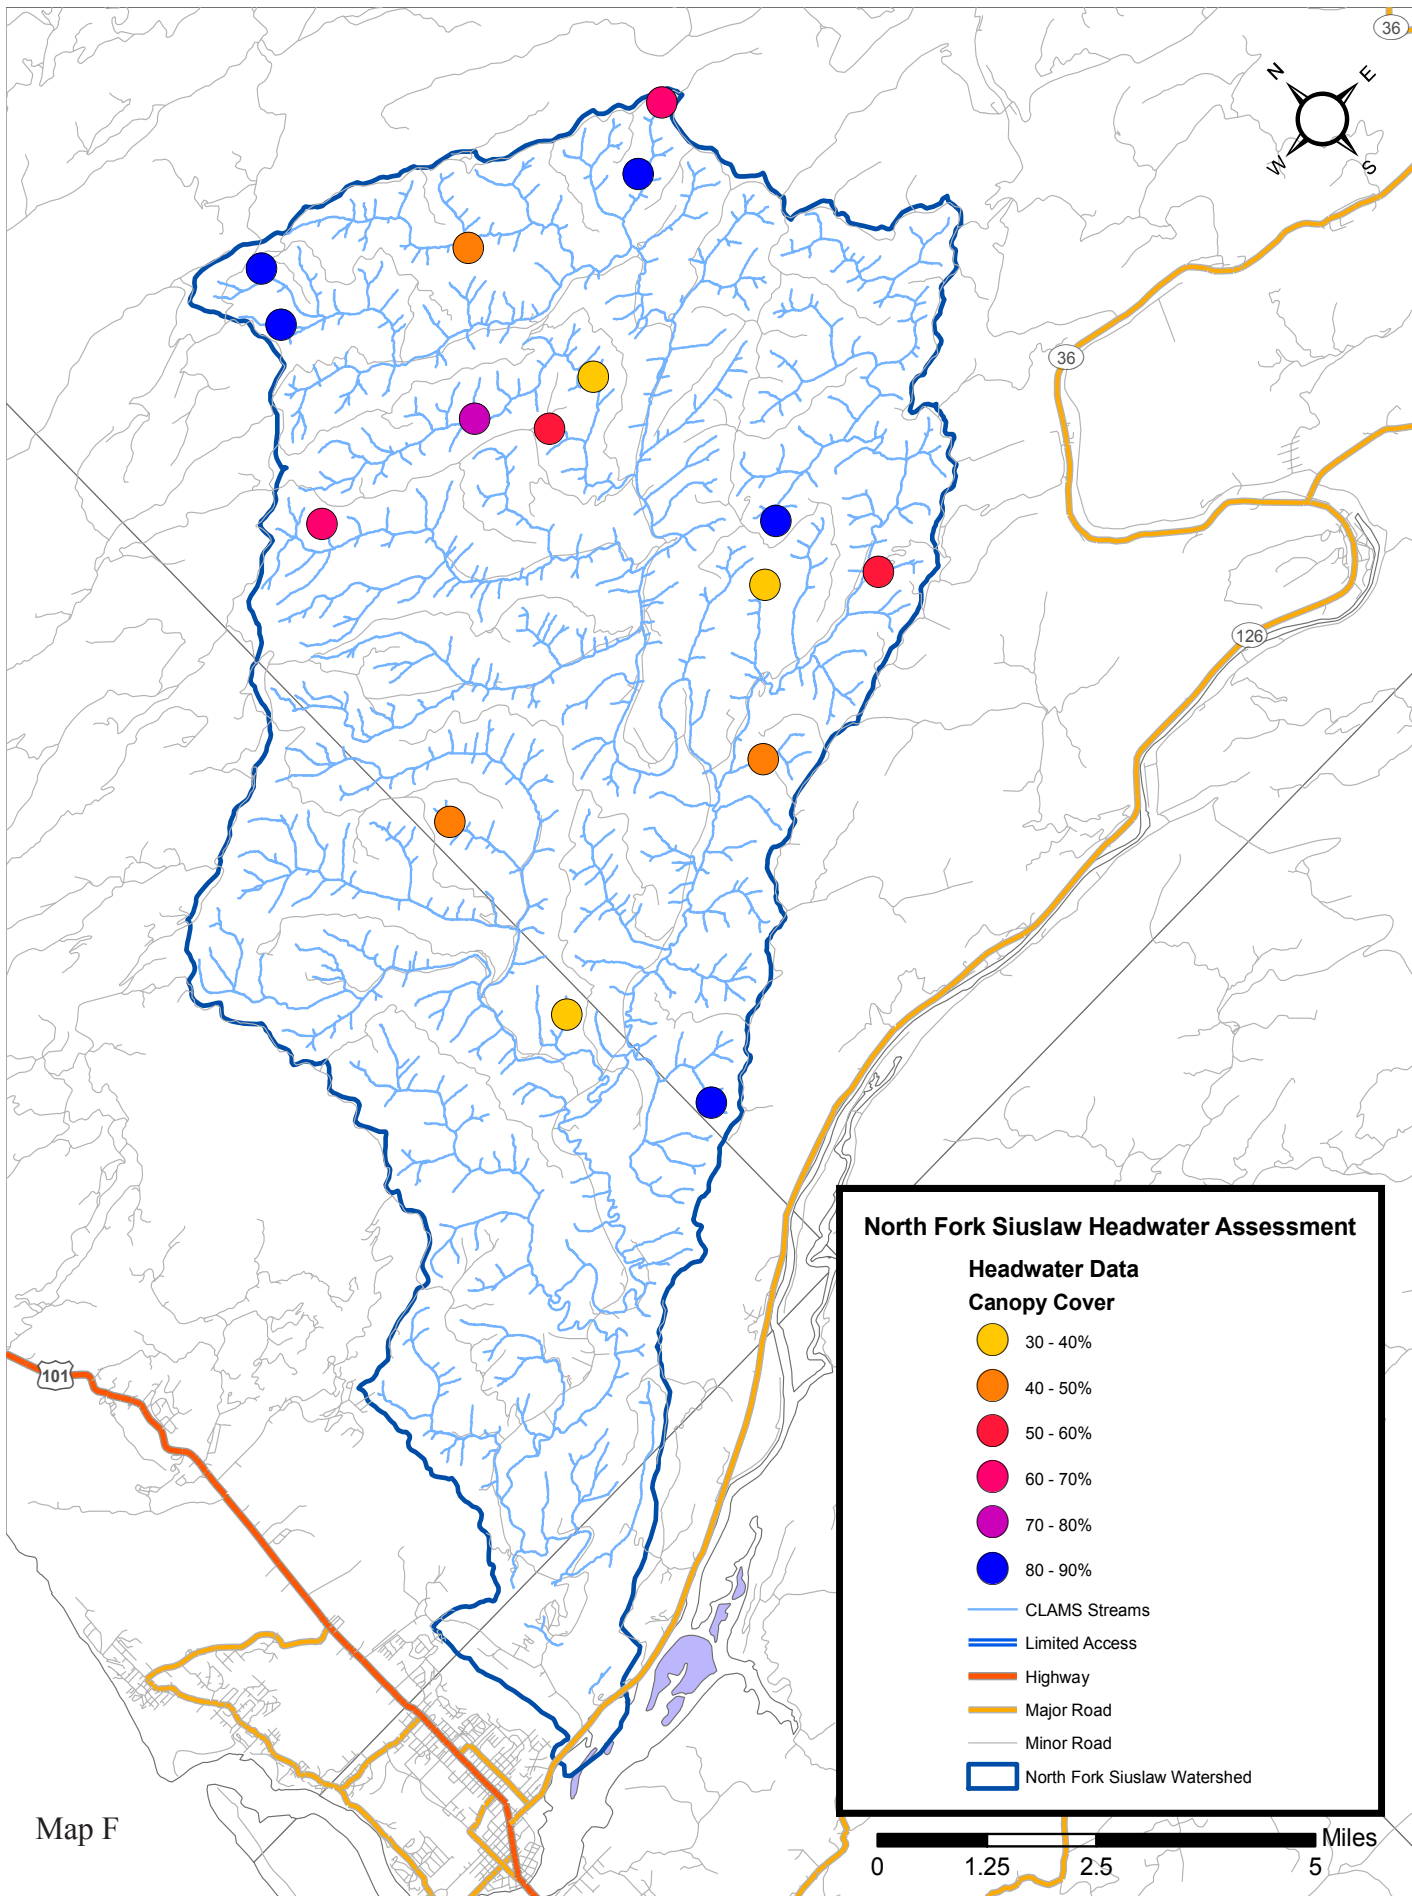 36
N
E
W
S
36
126
101
North Fork Siuslaw Headwater Assessment
Headwater Data
Canopy Cover
30 - 40%
40 - 50%
50 - 60%
60 - 70%
70 - 80%
80 - 90%
CLAMS Streams
Limited Access
Highway
Major Road
Minor Road
North Fork Siuslaw Watershed
Map F
Miles
0 1.25 2.5 5